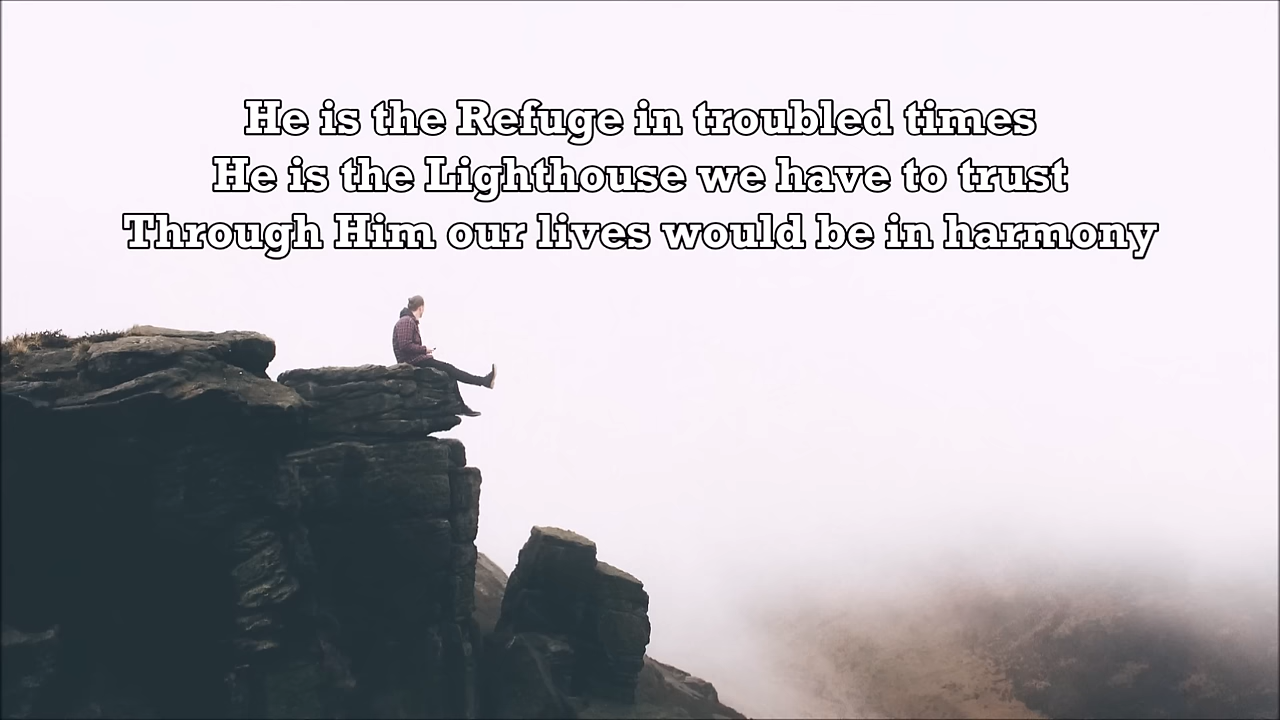 He is the Refuge in troubled times
He is the Lighthouse we have to trust
Through Him our lives would be in harmony